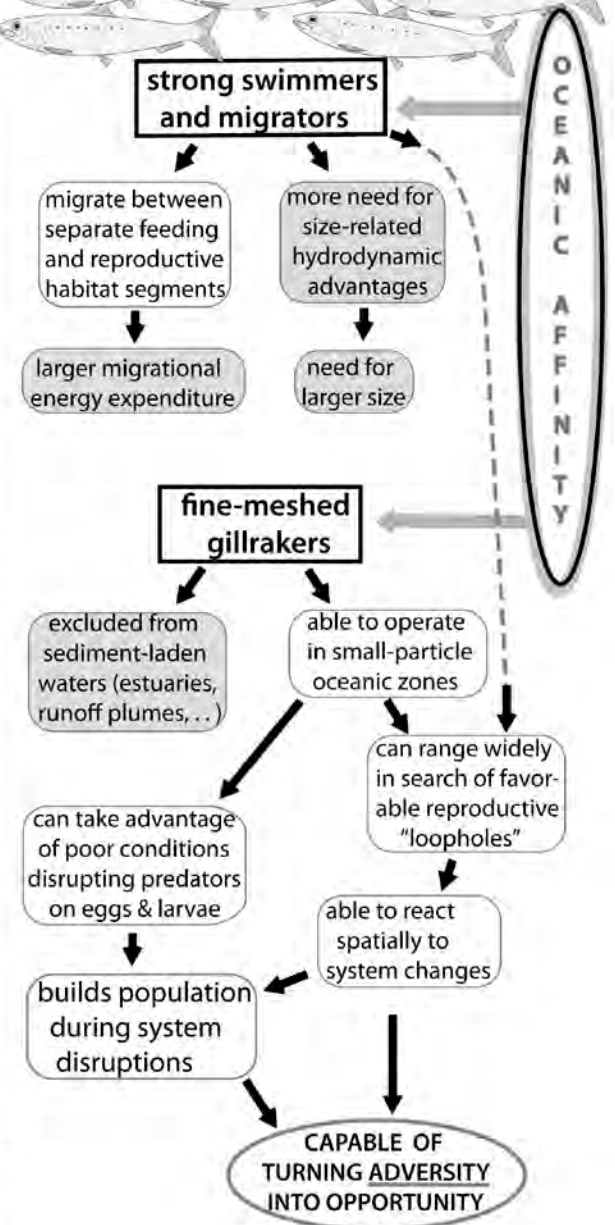 strong swimmers
and migrators
OCEANIC AFFINITY
migrate between
separate feeding
and reproductive
habitat segments
more need for
size-related
hydrodynamic
advantages
larger migrational
energy expenditure
need for
larger size
fine-meshed
gillrakers
excluded from
sediment-laden
waters (estuaries,
runoff plumes,..)
able to operate
in small-particle
oceanic zones
can range widely
in search of favor-
able reproductive
"loopholes"
can take advantage
of poor conditions
disrupting predators
on eggs & larvae
able to react
spatially to
system changes
builds population
during system
disruptions
CAPABLE OF
TURNING ADVERSITY
INTO OPPORTUNITY